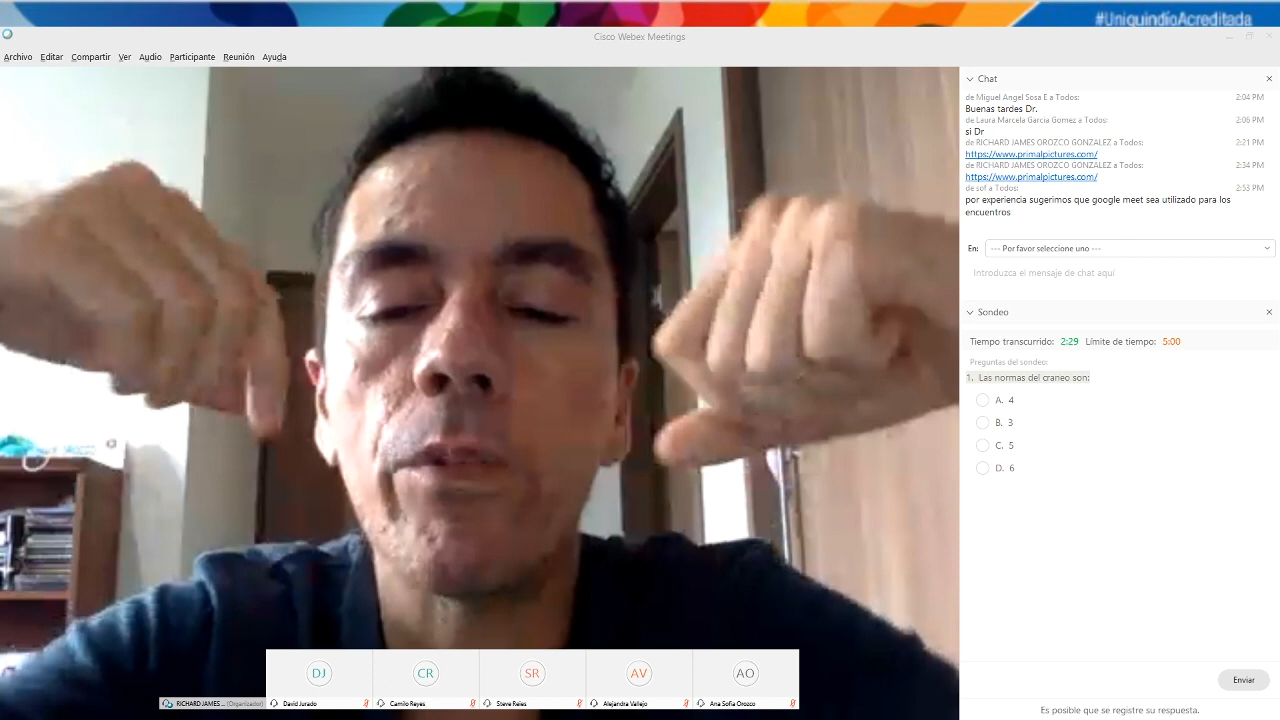 #UniquindíoAcreditada
Cisco Webex Meetings
Archivo Editar Compartir Ver Audio Participante Reunión Ayuda
Chat
de Miguel Angel Sosa E a Todos: 2:04 PM
Buenas tardes Dr.
de Laura Marcela Garcia Gomez a Todos: 2:06 PM
si Dr
de RICHARD JAMES OROZCO GONZALEZ a Todos: 2:21 PM
https://www.primalpictures.com/
de RICHARD JAMES OROZCO GONZALEZ a Todos: 2:34 PM
https://www.primalpictures.com/
de sof a Todos: 2:53 PM
por experiencia sugerimos que google meet sea utilizado para los
encuentros
En: --- Por favor seleccione uno ---
Introduzca el mensaje de chat aquí
Sondeo
Tiempo transcurrido: 2:29 Límite de tiempo: 5:00
Preguntas del sondeo:
1. Las normas del craneo son:
A. 4
B. 3
C. 5
D. 6
Enviar
Es posible que se registre su respuesta.
DJ CR SR AV AO
RICHARD JAMES ... (Organizador) David Jurado Camilo Reyes Steve Reies Alejandra Vallejo Ana Sofia Orozco